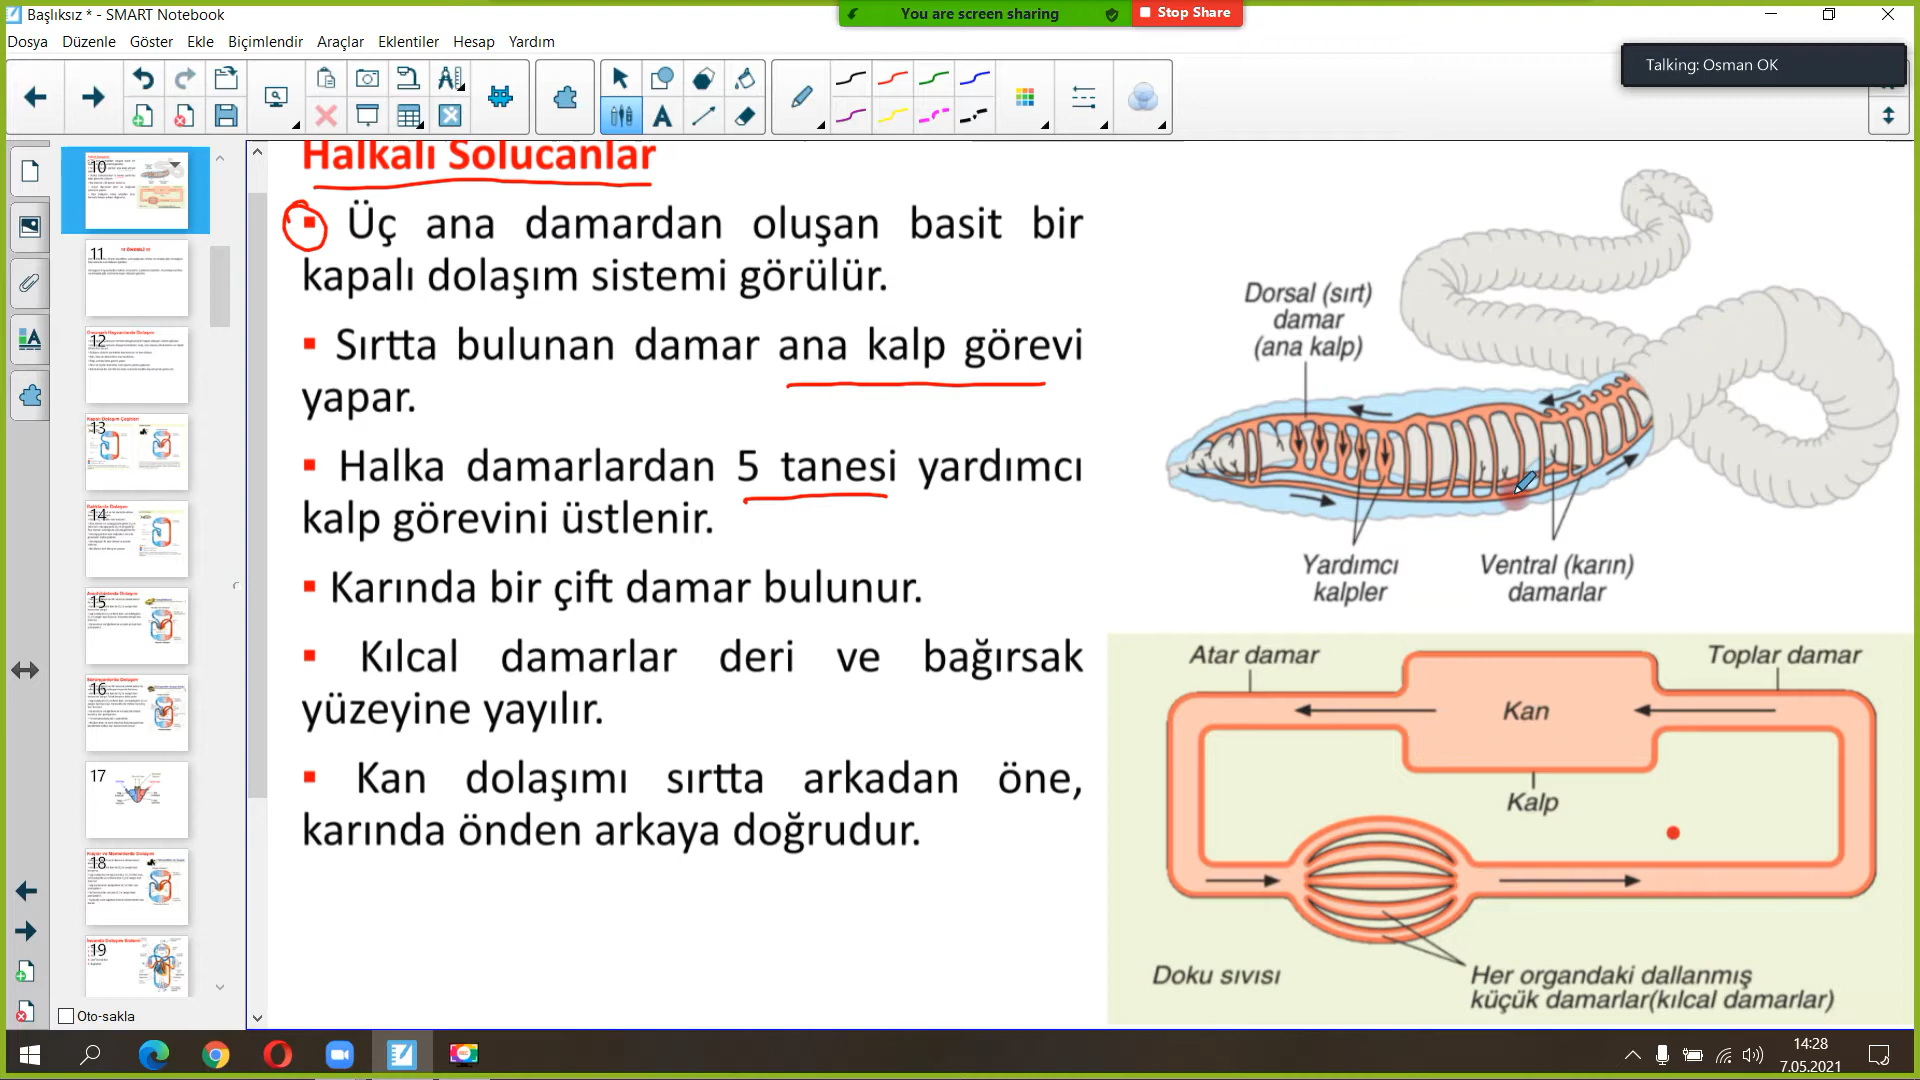 Başlıksız * - SMART Notebook
You are screen sharing
Stop Share
Dosya Düzenle Göster Ekle Biçimlendir Araçlar Eklentiler Hesap Yardım
Talking: Osman OK
Halkalı Solucanlar
▪ Üç ana damardan oluşan basit bir
kapalı dolaşım sistemi görülür.
▪ Sırtta bulunan damar ana kalp görevi
yapar.
▪ Halka damarlardan 5 tanesi yardımcı
kalp görevini üstlenir.
▪ Karında bir çift damar bulunur.
▪ Kılcal damarlar deri ve bağırsak
yüzeyine yayılır.
▪ Kan dolaşımı sırtta arkadan öne,
karında önden arkaya doğrudur.
Dorsal (sırt)
damar
(ana kalp)
Yardımcı
kalpler
Ventral (karın)
damarlar
Atar damar
Toplar damar
Kan
Kalp
Doku sıvısı
Her organdaki dallanmış
küçük damarlar(kılcal damarlar)
10
11
12
13
14
15
16
17
18
19
Oto-sakla
14:28
7.05.2021